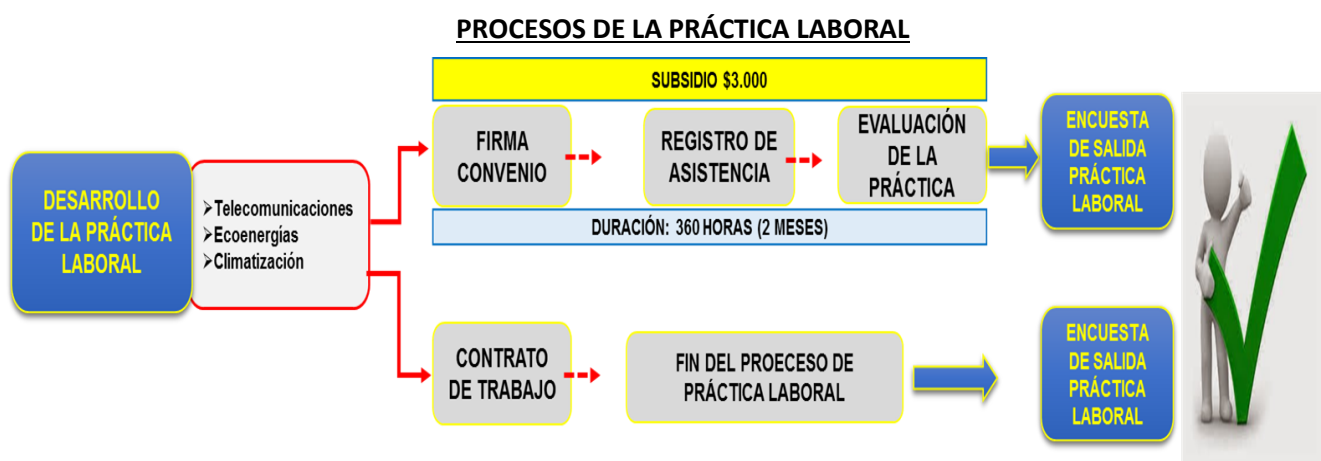 PROCESOS DE LA PRÁCTICA LABORAL
SUBSIDIO $3.000
DESARROLLO
DE LA PRÁCTICA
LABORAL
➢Telecomunicaciones
➢Ecoenergías
➢Climatización
FIRMA
CONVENIO
REGISTRO DE
ASISTENCIA
EVALUACIÓN
DE LA
PRÁCTICA
ENCUESTA
DE SALIDA
PRÁCTICA
LABORAL
DURACIÓN: 360 HORAS (2 MESES)
CONTRATO
DE TRABAJO
FIN DEL PROECESO DE
PRÁCTICA LABORAL
ENCUESTA
DE SALIDA
PRÁCTICA
LABORAL